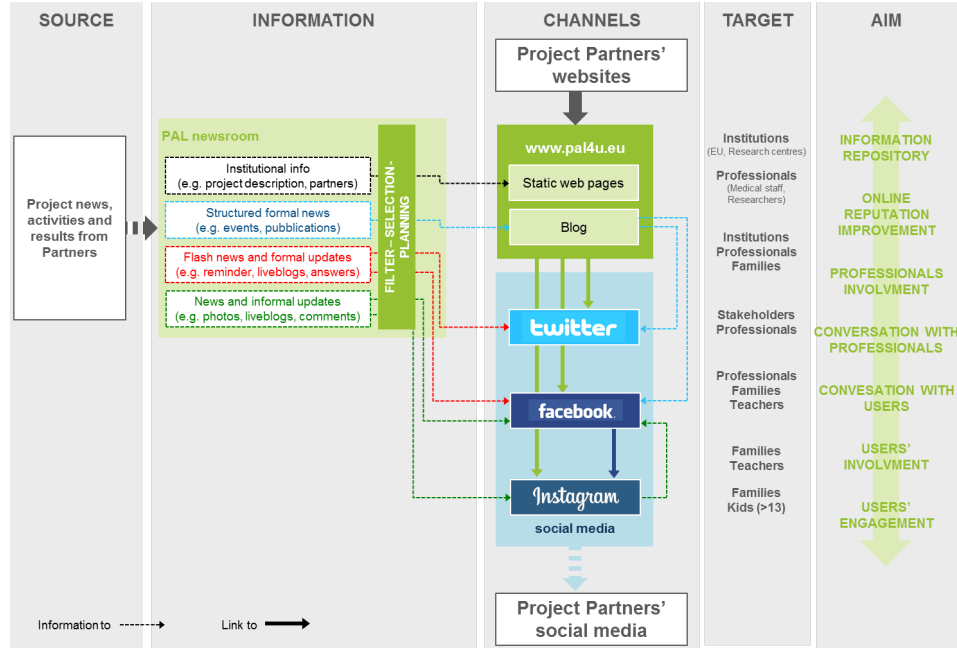 SOURCE
INFORMATION
CHANNELS
TARGET
AIM
Project Partners'
websites
PAL newsroom
Institutional info
(e.g. project description, partners)
Structured formal news
(e.g. events, pubblications)
Flash news and formal updates
(e.g. reminder, liveblogs, answers)
News and informal updates
(e.g. photos, liveblogs, comments)
FILTER – SELECTION -
PLANNING
Project news,
activities and
results from
Partners
www.pal4u.eu
Static web pages
Blog
twitter
facebook.
Instagram
social media
Project Partners'
social media
Institutions
(EU, Research centres)
Professionals
(Medical staff,
Researchers)
Institutions
Professionals
Families
Stakeholders
Professionals
Professionals
Families
Teachers
Families
Teachers
Families
Kids (>13)
INFORMATION
REPOSITORY
ONLINE
REPUTATION
IMPROVEMENT
PROFESSIONALS
INVOLVMENT
CONVERSATION WITH
PROFESSIONALS
CONVESATION WITH
USERS
USERS'
INVOLVMENT
USERS'
ENGAGEMENT
Information to
Link to